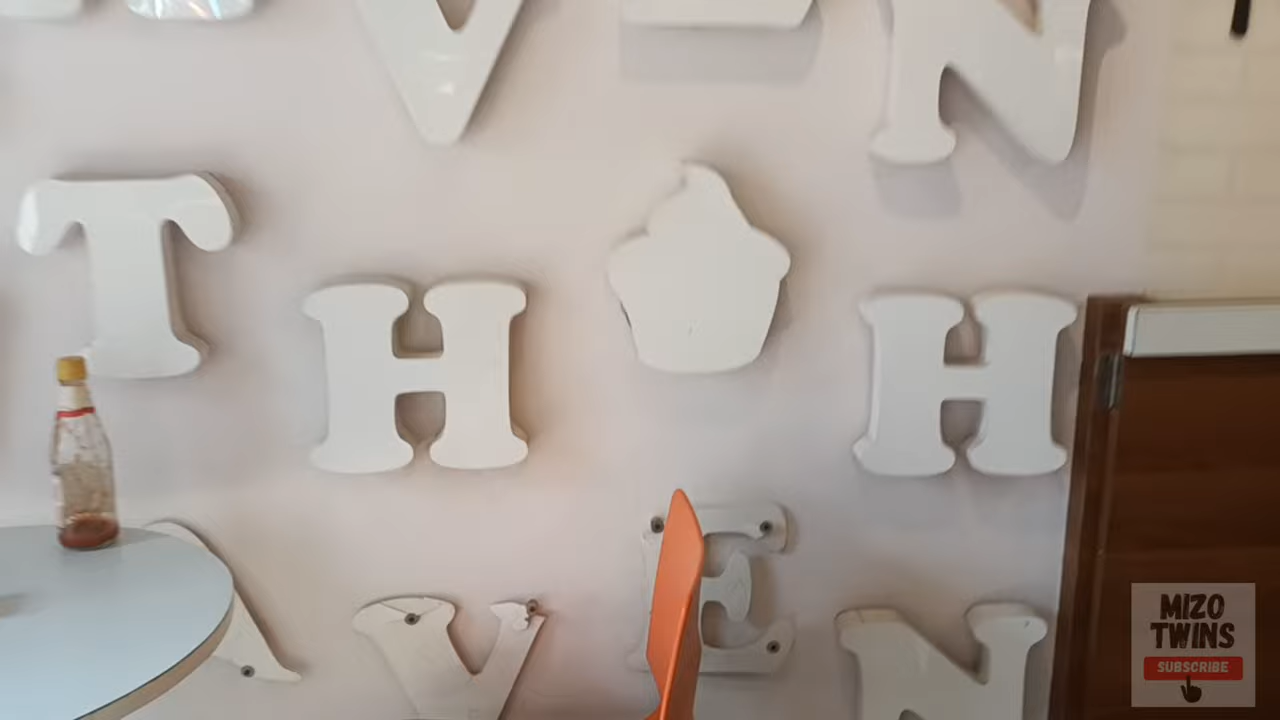 V N
T H H
V E N
MIZO
TWINS
SUBSCRIBE